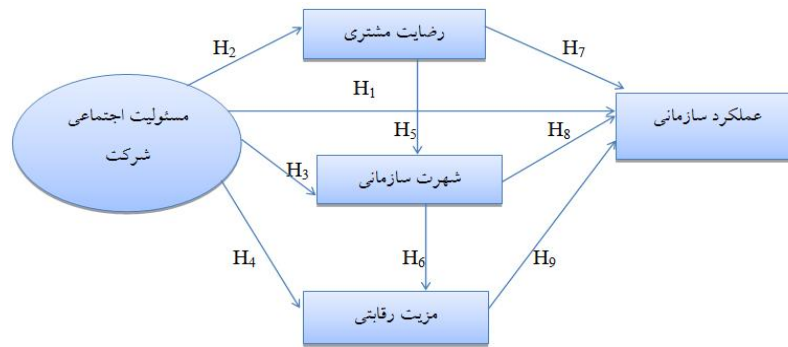 رضایت مشتری
H2
H7
H1
مسئولیت اجتماعی
شرکت
عملکرد سازمانی
H5
H8
H3
شهرت سازمانی
H4
H6
H9
مزیت رقابتی